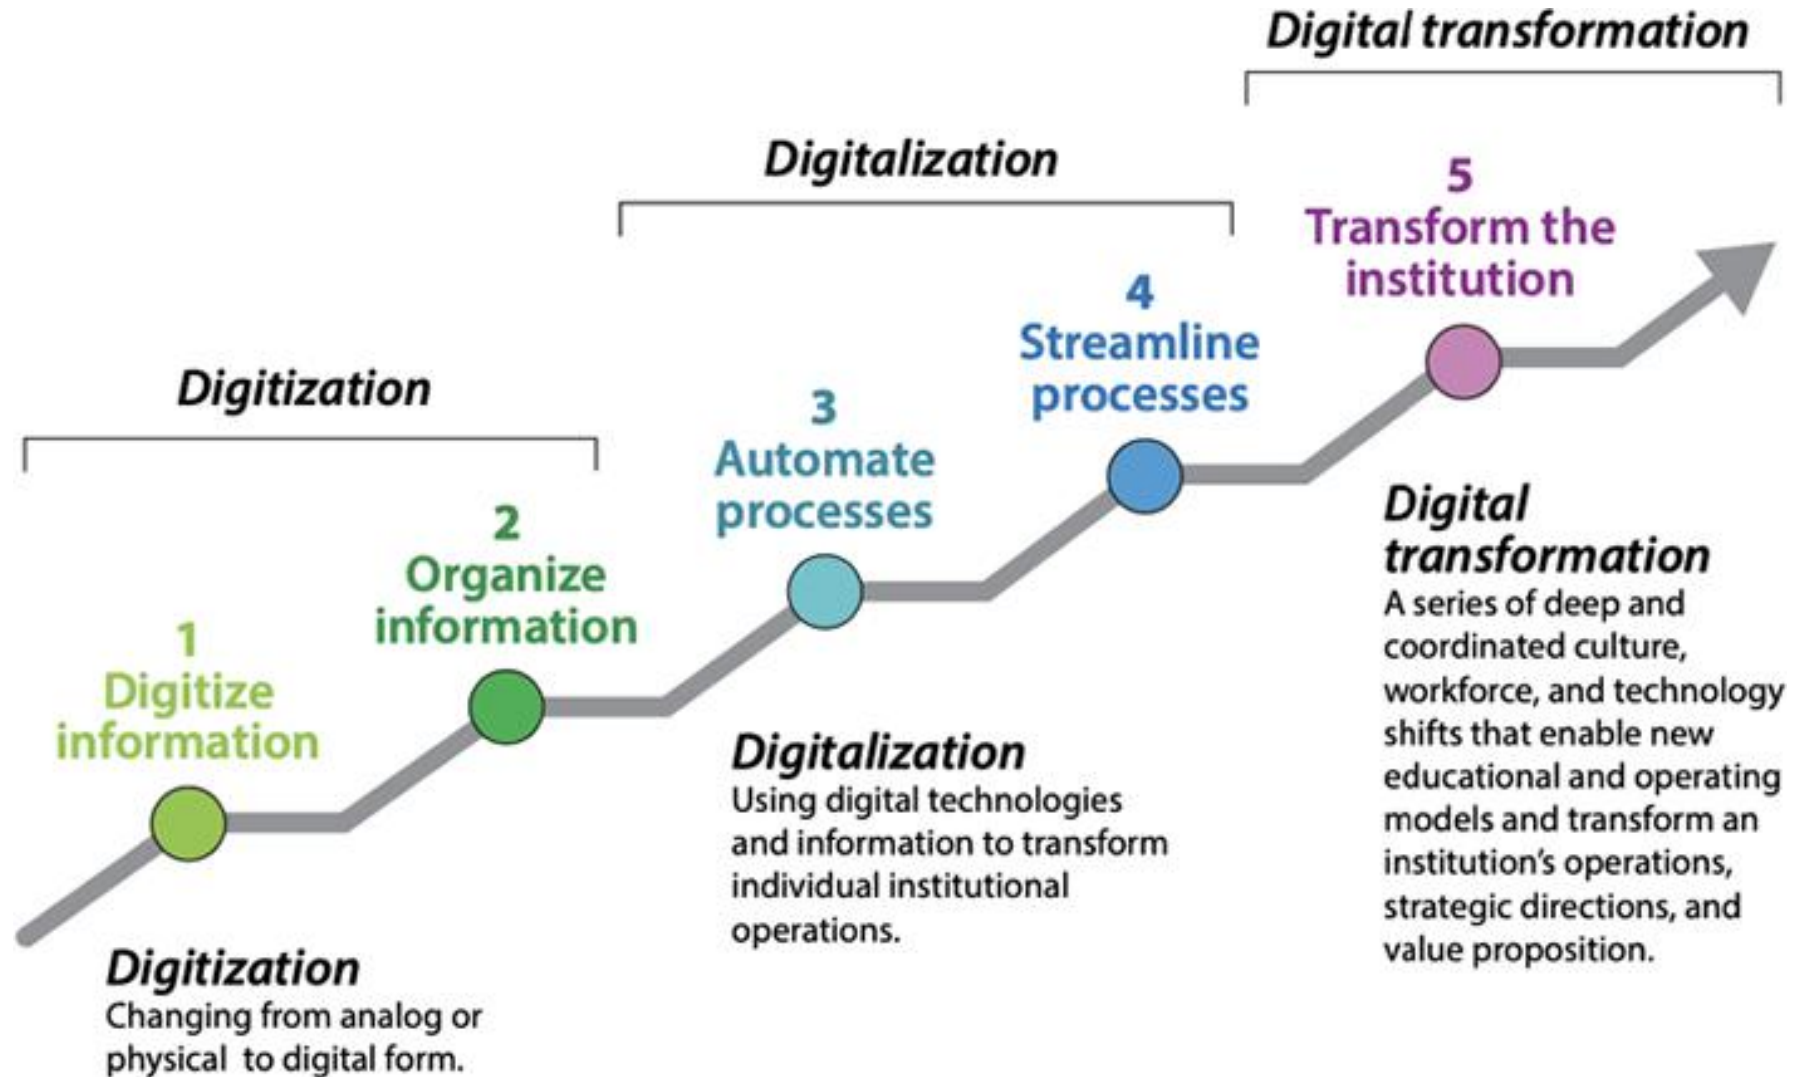 Digital transformation
Digitalization
Digitization
1
Digitize
information
2
Organize
information
3
Automate
processes
4
Streamline
processes
5
Transform the
institution
Digitization
Changing from analog or
physical to digital form.
Digitalization
Using digital technologies
and information to transform
individual institutional
operations.
Digital
transformation
A series of deep and
coordinated culture,
workforce, and technology
shifts that enable new
educational and operating
models and transform an
institution's operations,
strategic directions, and
value proposition.